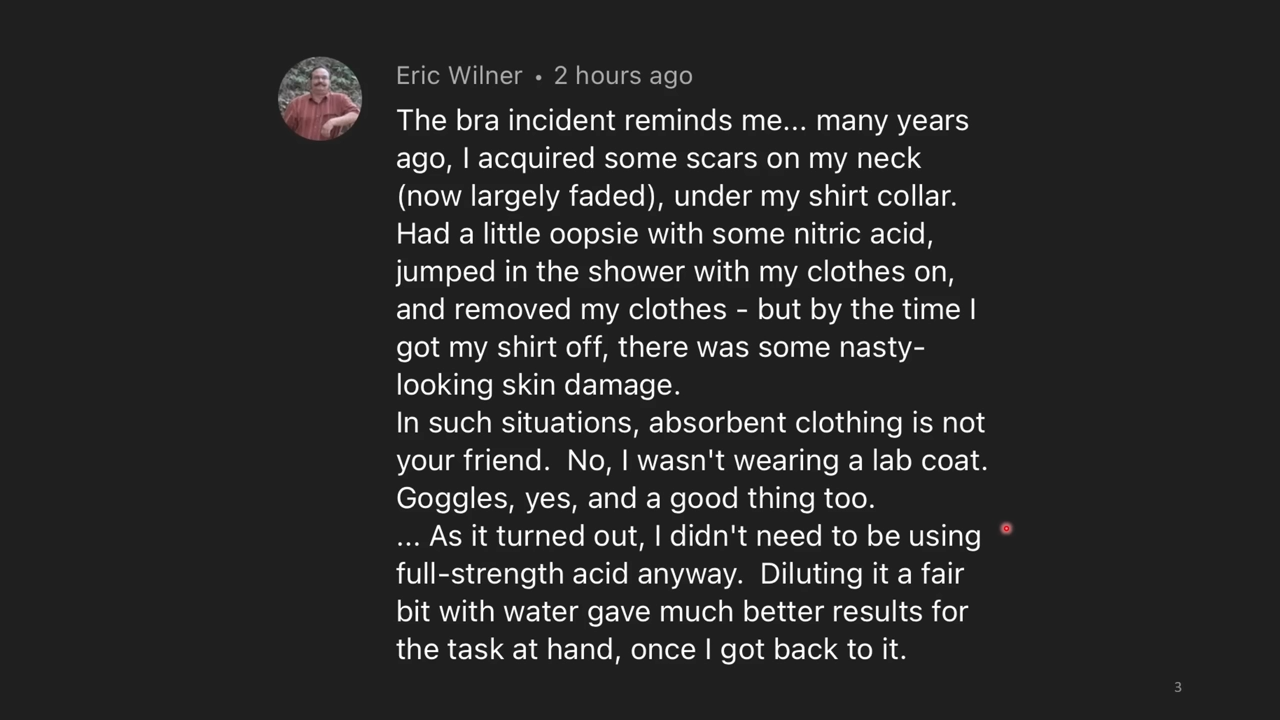 Eric Wilner • 2 hours ago
The bra incident reminds me... many years
ago, I acquired some scars on my neck
(now largely faded), under my shirt collar.
Had a little oopsie with some nitric acid,
jumped in the shower with my clothes on,
and removed my clothes - but by the time I
got my shirt off, there was some nasty-
looking skin damage.
In such situations, absorbent clothing is not
your friend.  No, I wasn't wearing a lab coat.
Goggles, yes, and a good thing too.
... As it turned out, I didn't need to be using
full-strength acid anyway.  Diluting it a fair
bit with water gave much better results for
the task at hand, once I got back to it.
3